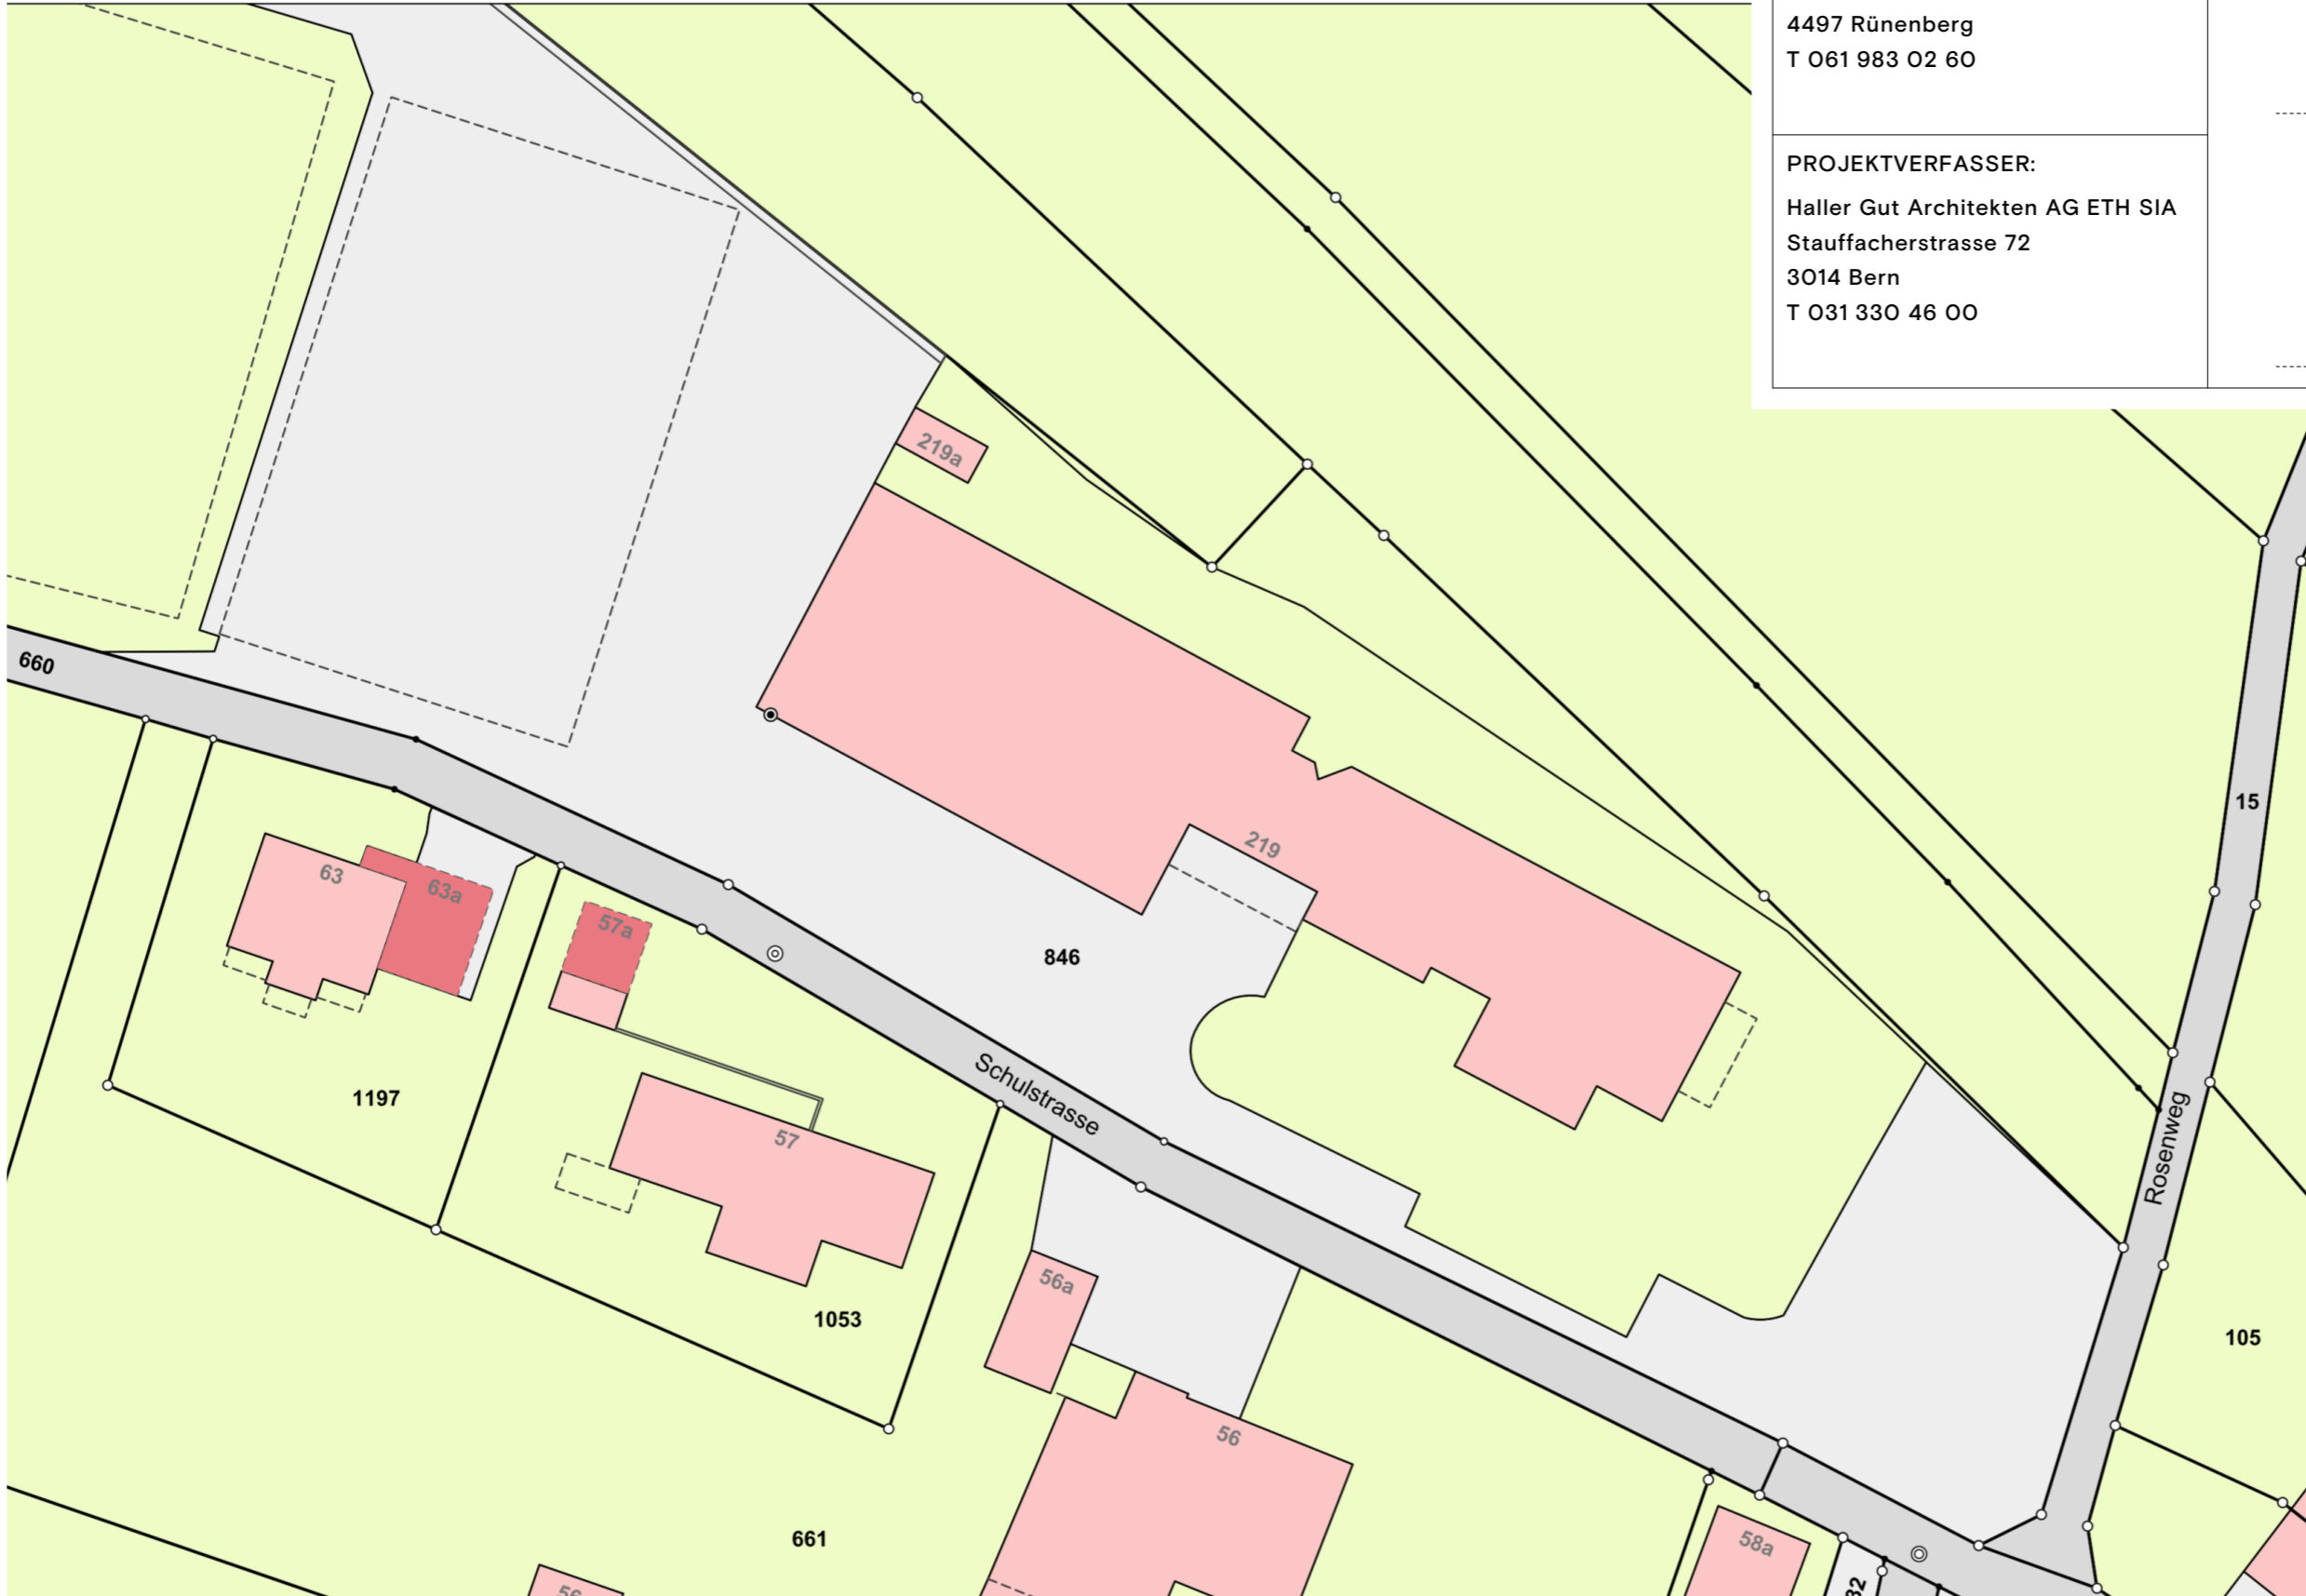 4497 Rünenberg
T 061 983 02 60
PROJEKTVERFASSER:
Haller Gut Architekten AG ETH SIA
Stauffacherstrasse 72
3014 Bern
T 031 330 46 00
219a
660
15
219
63
63a
57a
846
Schulstrasse
1197
57
Rosenweg
56a
1053
105
56
661
58a